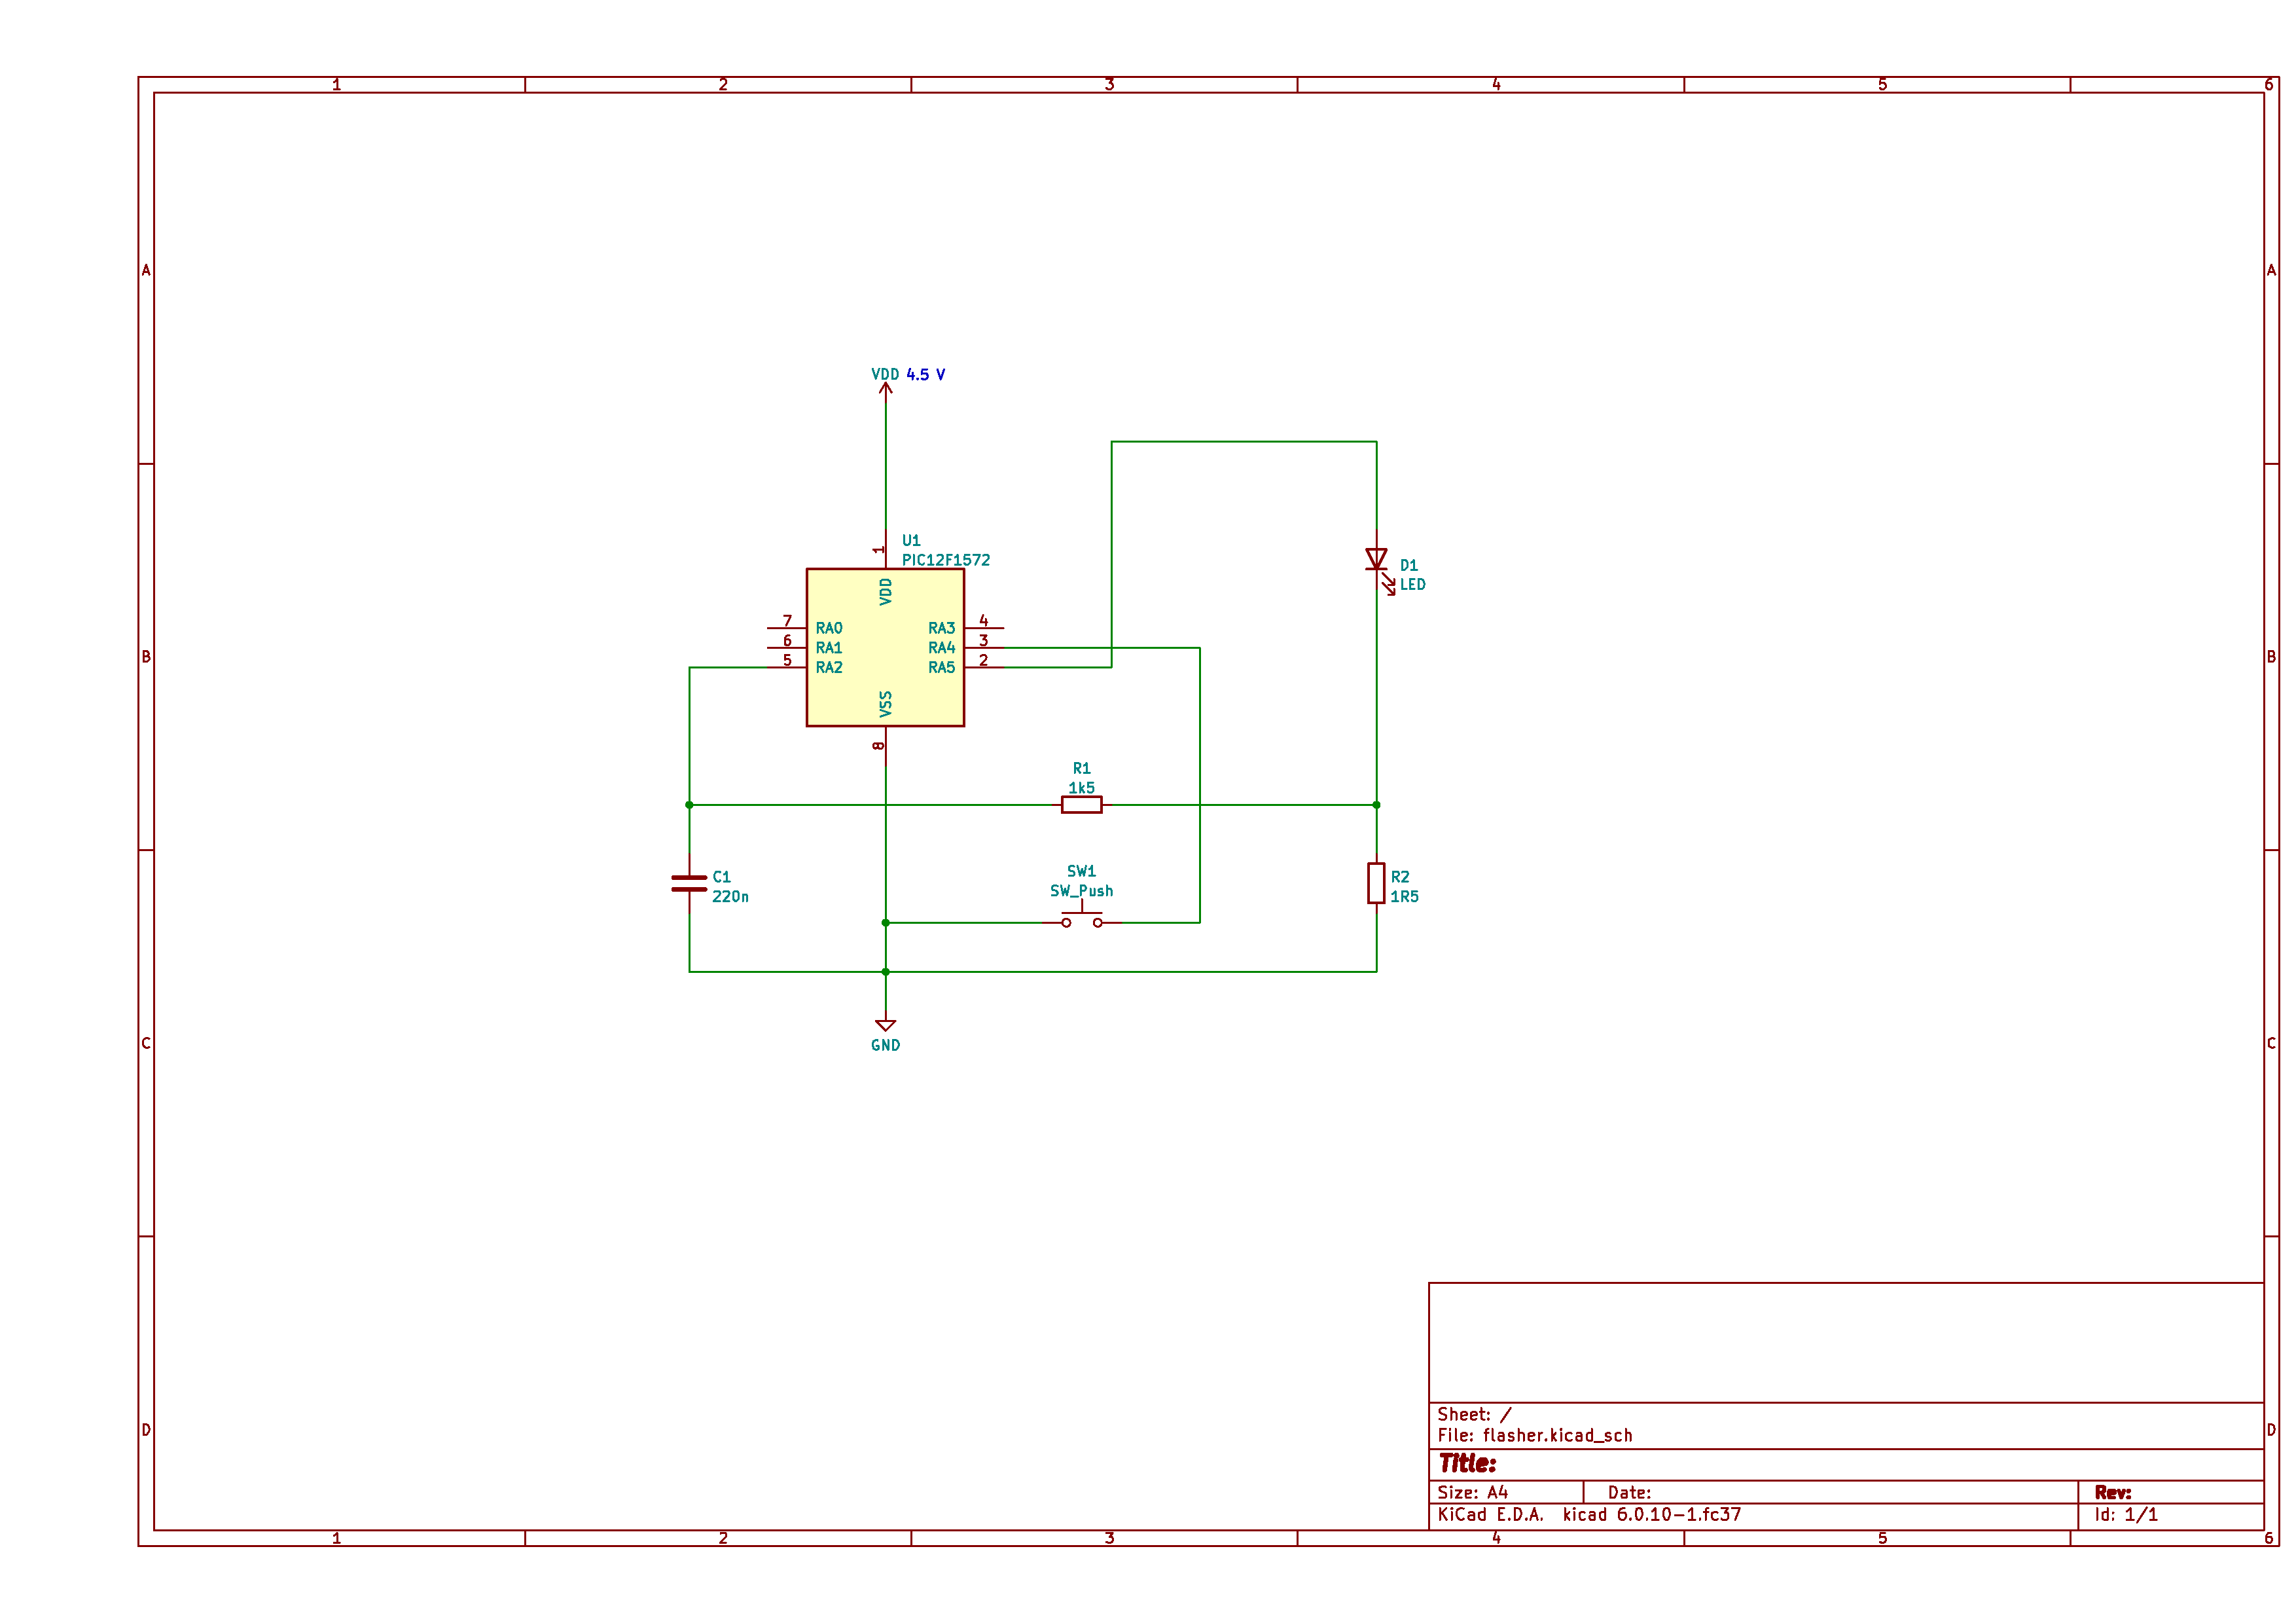 1 2 3 4 5 6
A A
VDD 4.5 V
U1
PIC12F1572
1
VDD
7 RA0 RA3 4
6 RA1 RA4 3
5 RA2 RA5 2
VSS
8
D1
LED
B B
R1
1k5
SW1
SW_Push
C1
220n
R2
1R5
GND
C C
Sheet: /
File: flasher.kicad_sch
D D
Title:
Size: A4 Date: Rev:
KiCad E.D.A. kicad 6.0.10-1.fc37 Id: 1/1
1 2 3 4 5 6